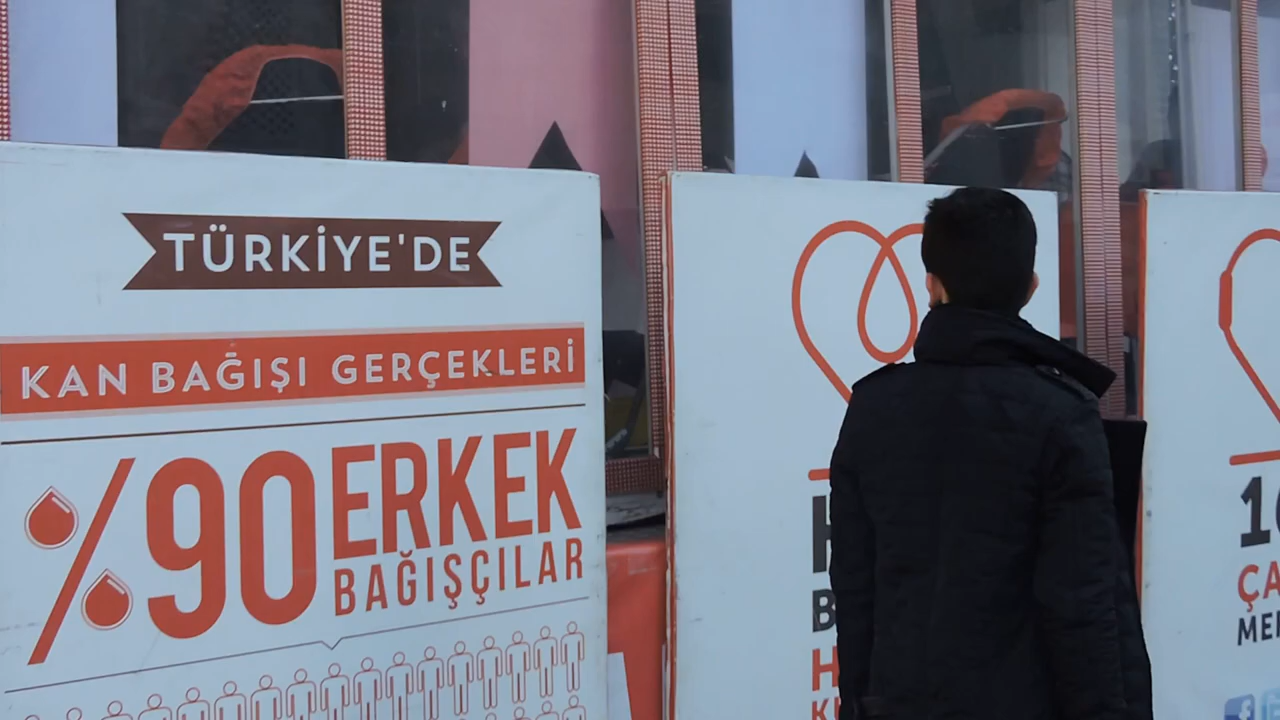 TÜRKİYE'DE
KAN BAĞIŞI GERÇEKLERİ
%90 ERKEK
BAĞIŞÇILAR